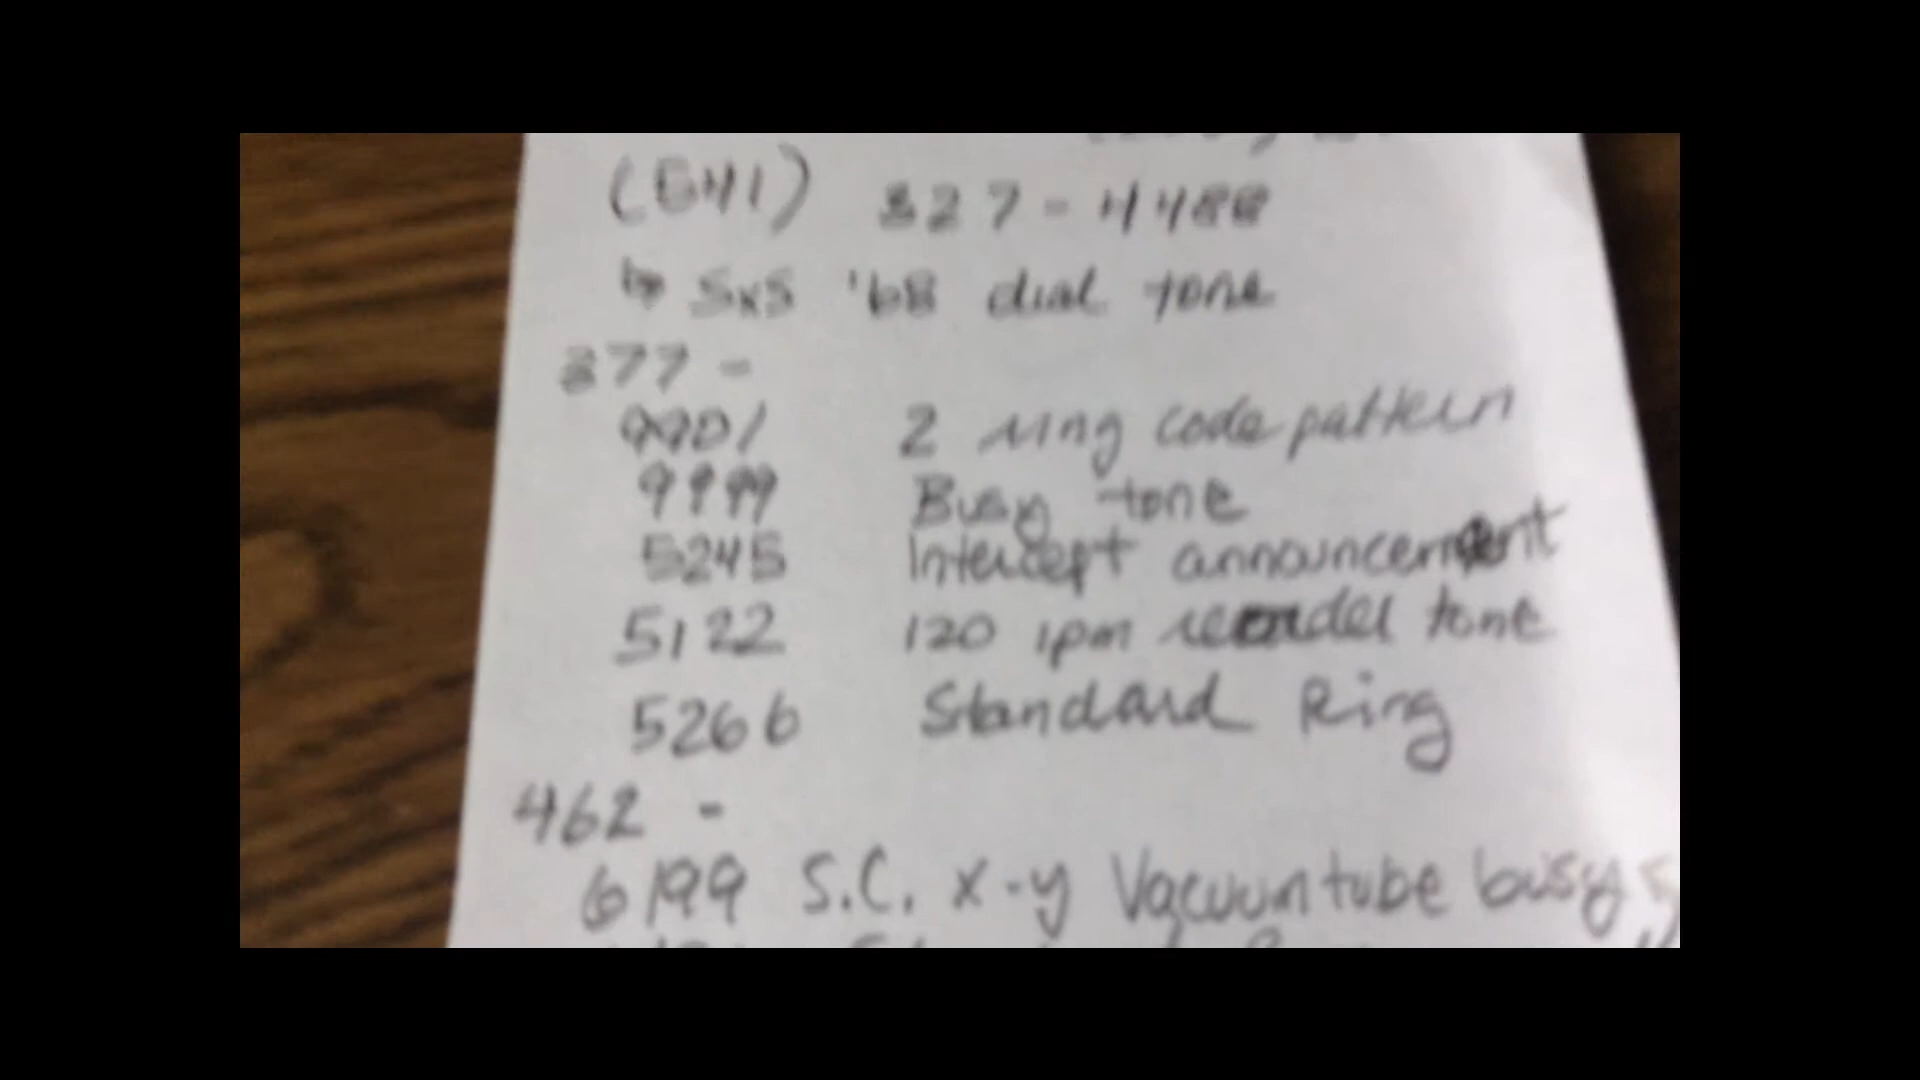 (541) 327-4488
↳ SxS '68 dial tone
377 -
9901 2 ring code pattern
9999 Busy tone
5245 Intercept announcement
5122 120 ipm reorder tone
5266 Standard Ring
462 -
6199 S.C. X-Y Vacuum tube busy